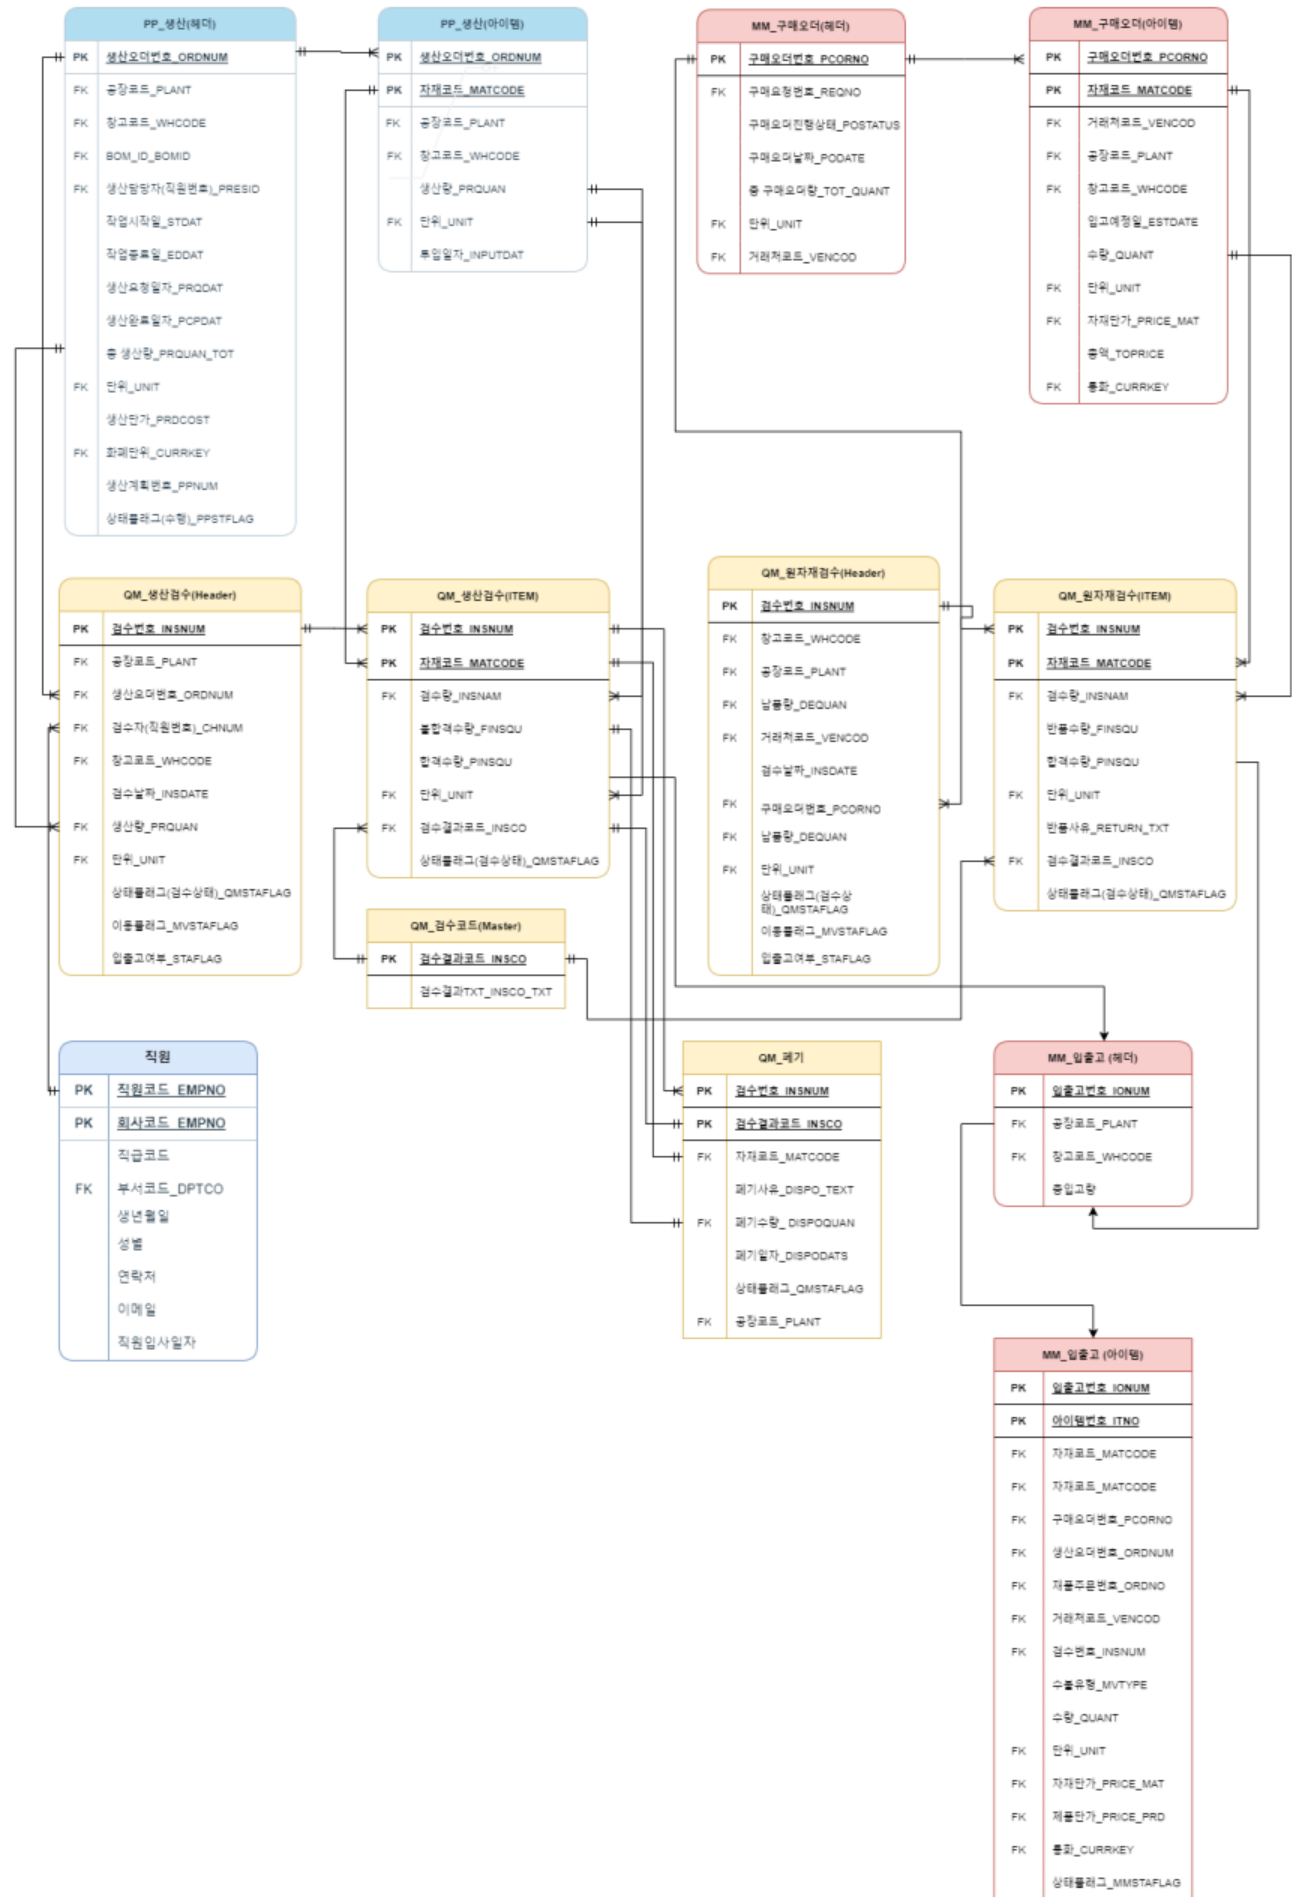 PP_생산(헤더)
PK 생산오더번호_ORDNUM
FK 공장코드_PLANT
FK 창고코드_WHCODE
FK BOM_ID_BOMID
FK 생산담당자(직원번호)_PRESID
작업시작일_STDAT
작업종료일_EDDAT
생산요청일자_PRQDAT
생산완료일자_PCPDAT
총 생산량_PRQUAN_TOT
FK 단위_UNIT
생산단가_PRDCOST
FK 화폐단위_CURRKEY
생산계획번호_PPNUM
상태플래그(수행)_PPSTFLAG
PP_생산(아이템)
PK 생산오더번호_ORDNUM
PK 자재코드_MATCODE
FK 공장코드_PLANT
FK 창고코드_WHCODE
생산량_PRQUAN
FK 단위_UNIT
투입일자_INPUTDAT
MM_구매오더(헤더)
PK 구매오더번호_PCORNO
FK 구매요청번호_REQNO
구매오더진행상태_POSTATUS
구매오더날짜_PODATE
총 구매오더량_TOT_QUANT
FK 단위_UNIT
FK 거래처코드_VENCOD
MM_구매오더(아이템)
PK 구매오더번호_PCORNO
PK 자재코드_MATCODE
FK 거래처코드_VENCOD
FK 공장코드_PLANT
FK 창고코드_WHCODE
입고예정일_ESTDATE
수량_QUANT
FK 단위_UNIT
FK 자재단가_PRICE_MAT
총액_TOPRICE
FK 통화_CURRKEY
QM_생산검수(Header)
PK 검수번호_INSNUM
FK 공장코드_PLANT
FK 생산오더번호_ORDNUM
FK 검수자(직원번호)_CHNUM
FK 창고코드_WHCODE
검수날짜_INSDATE
FK 생산량_PRQUAN
FK 단위_UNIT
상태플래그(검수상태)_QMSTAFLAG
이동플래그_MVSTAFLAG
입출고여부_STAFLAG
QM_생산검수(ITEM)
PK 검수번호_INSNUM
PK 자재코드_MATCODE
FK 검수량_INSNAM
불합격수량_FINSQU
합격수량_PINSQU
FK 단위_UNIT
FK 검수결과코드_INSCO
상태플래그(검수상태)_QMSTAFLAG
QM_원자재검수(Header)
PK 검수번호_INSNUM
FK 창고코드_WHCODE
FK 공장코드_PLANT
FK 납품량_DEQUAN
FK 거래처코드_VENCOD
검수날짜_INSDATE
FK 구매오더번호_PCORNO
FK 납품량_DEQUAN
FK 단위_UNIT
상태플래그(검수상
태)_QMSTAFLAG
이동플래그_MVSTAFLAG
입출고여부_STAFLAG
QM_원자재검수(ITEM)
PK 검수번호_INSNUM
PK 자재코드_MATCODE
FK 검수량_INSNAM
반품수량_FINSQU
합격수량_PINSQU
FK 단위_UNIT
반품사유_RETURN_TXT
FK 검수결과코드_INSCO
상태플래그(검수상태)_QMSTAFLAG
QM_검수코드(Master)
PK 검수결과코드_INSCO
검수결과TXT_INSCO_TXT
직원
PK 직원코드_EMPNO
PK 회사코드_EMPNO
직급코드
FK 부서코드_DPTCO
생년월일
성별
연락처
이메일
직원입사일자
QM_폐기
PK 검수번호_INSNUM
PK 검수결과코드_INSCO
FK 자재코드_MATCODE
폐기사유_DISPO_TEXT
FK 폐기수량_ DISPOQUAN
폐기일자_DISPODATS
상태플래그_QMSTAFLAG
FK 공장코드_PLANT
MM_입출고 (헤더)
PK 입출고번호_IONUM
FK 공장코드_PLANT
FK 창고코드_WHCODE
총입고량
MM_입출고 (아이템)
PK 입출고번호_IONUM
PK 아이템번호_ITNO
FK 자재코드_MATCODE
FK 자재코드_MATCODE
FK 구매오더번호_PCORNO
FK 생산오더번호_ORDNUM
FK 제품주문번호_ORDNO
FK 거래처코드_VENCOD
FK 검수번호_INSNUM
수불유형_MVTYPE
수량_QUANT
FK 단위_UNIT
FK 자재단가_PRICE_MAT
FK 제품단가_PRICE_PRD
FK 통화_CURRKEY
상태플래그_MMSTAFLAG